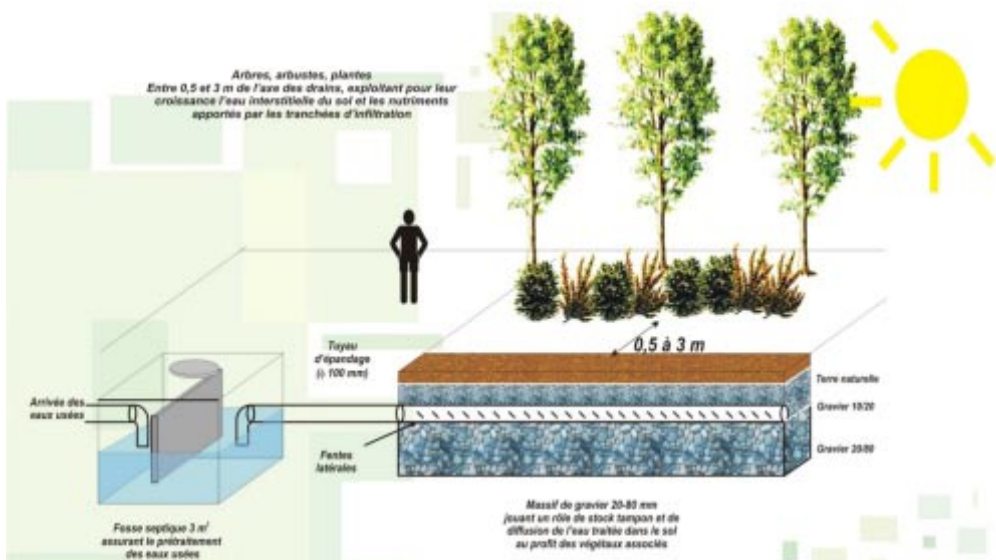 Arbres, arbustes, plantes
Entre 0,5 et 3 m de l'axe des drains, exploitant pour leur
croissance l'eau interstitielle du sol et les nutriments
apportés par les tranchées d'infiltration
0,5 à 3 m
Tuyau
d'épandage
100 mm)
Terre naturelle
Arrivée des
eaux usées
Gravier 10/20
Fentes
latérales
Gravier 20/80
Fosse septique 3 m³
assurant le prétraitement
des eaux usées
Massif de gravier 20-80 mm
jouant un rôle de stock tampon et de
diffusion de l'eau traitée dans le sol
au profit des végétaux associés